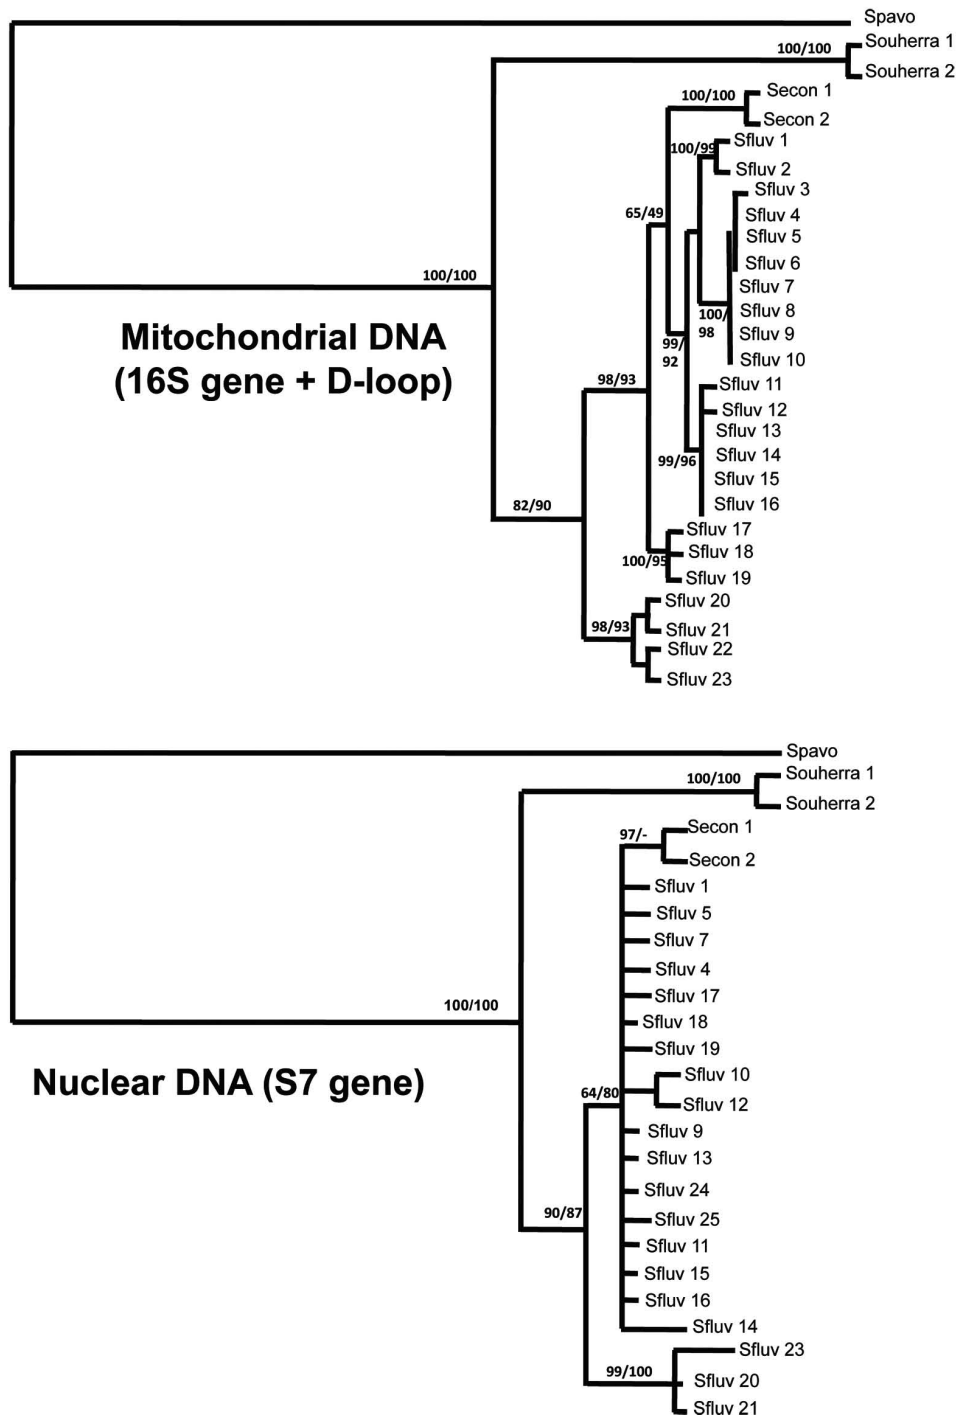 Spavo
Souherra 1
100/100
Souherra 2
Secon 1
100/100
Secon 2
Sfluv 1
100/99
Sfluv 2
Sfluv 3
65/49
Sfluv 4
Sfluv 5
Sfluv 6
100/100
Sfluv 7
Sfluv 8
100/
98
Sfluv 9
Mitochondrial DNA
99/
92
Sfluv 10
(16S gene + D-loop)
98/93
Sfluv 11
Sfluv 12
Sfluv 13
Sfluv 14
99/96
Sfluv 15
Sfluv 16
82/90
Sfluv 17
Sfluv 18
100/95
Sfluv 19
Sfluv 20
98/93
Sfluv 21
Sfluv 22
Sfluv 23
Spavo
Souherra 1
100/100
Souherra 2
Secon 1
97/-
Secon 2
Sfluv 1
Sfluv 5
Sfluv 7
Sfluv 4
Sfluv 17
100/100
Sfluv 18
Sfluv 19
Nuclear DNA (S7 gene)
Sfluv 10
64/80
Sfluv 12
Sfluv 9
Sfluv 13
Sfluv 24
90/87
Sfluv 25
Sfluv 11
Sfluv 15
Sfluv 16
Sfluv 14
Sfluv 23
99/100
Sfluv 20
Sfluv 21